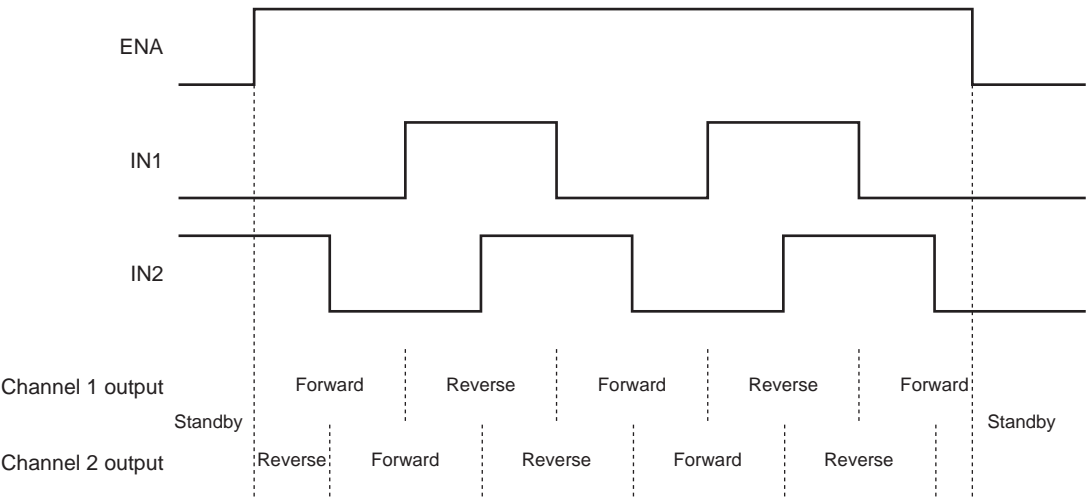 ENA
IN1
IN2
Channel 1 output Forward Reverse Forward Reverse Forward
Standby Standby
Channel 2 output Reverse Forward Reverse Forward Reverse